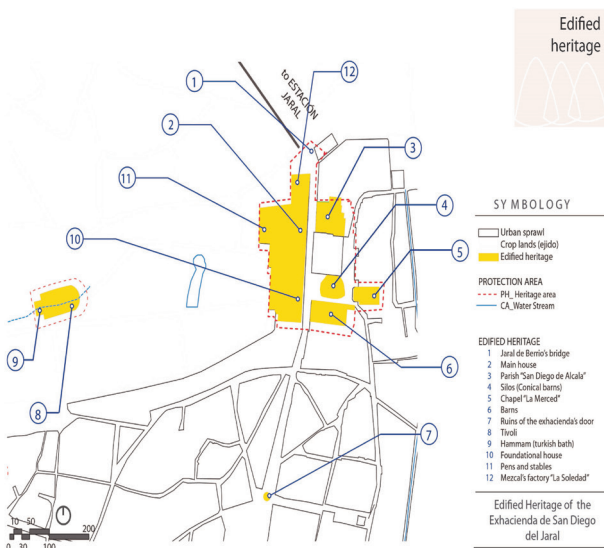 Edified
heritage
to ESTACIÓN
JARAL
1
12
2
3
11
4
10
5
9
8
6
7
10 50 200
0 30 100
SYMBOLOGY
Urban sprawl
Crop lands (ejido)
Edified heritage
PROTECTION AREA
PH_ Heritage area
CA_Water Stream
EDIFIED HERITAGE
1 Jaral de Berrio's bridge
2 Main house
3 Parish "San Diego de Alcala"
4 Silos (Conical barns)
5 Chapel "La Merced"
6 Barns
7 Ruins of the exhacienda's door
8 Tivoli
9 Hammam (turkish bath)
10 Foundational house
11 Pens and stables
12 Mezcal's factory "La Soledad"
Edified Heritage of the
Exhacienda de San Diego
del Jaral